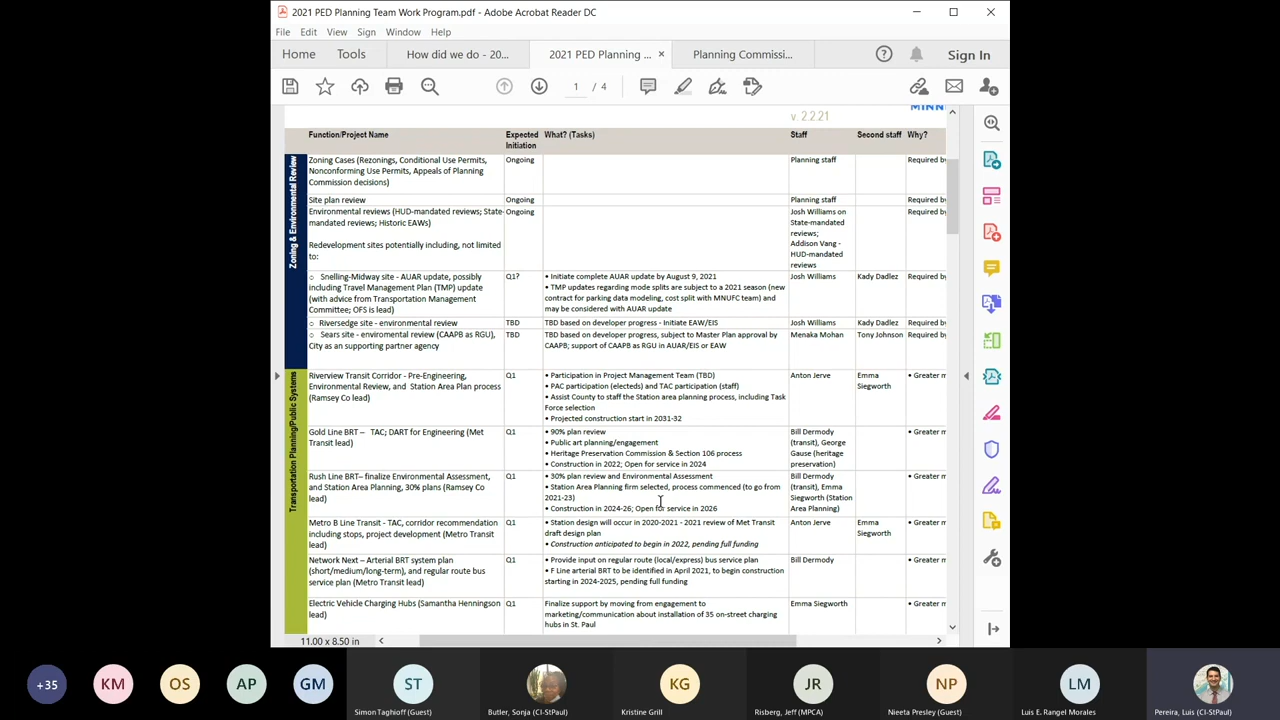 2021 PED Planning Team Work Program.pdf - Adobe Acrobat Reader DC
File Edit View Sign Window Help
Home Tools How did we do - 20... 2021 PED Planning ... × Planning Commissi... Sign In
1 / 4
MINN
v. 2.2.21
Function/Project Name Expected Initiation What? (Tasks) Staff Second staff Why?
Zoning & Environmental Review
Zoning Cases (Rezonings, Conditional Use Permits,
Nonconforming Use Permits, Appeals of Planning
Commission decisions)
Ongoing
Planning staff
Required by
Site plan review
Ongoing
Planning staff
Required by
Environmental reviews (HUD-mandated reviews; State-
mandated reviews; Historic EAWs)
Redevelopment sites potentially including, not limited
to:
Ongoing
Josh Williams on
State-mandated
reviews;
Addison Vang -
HUD-mandated
reviews
Required by
○ Snelling-Midway site - AUAR update, possibly
including Travel Management Plan (TMP) update
(with advice from Transportation Management
Committee; OFS is lead)
Q1?
• Initiate complete AUAR update by August 9, 2021
• TMP updates regarding mode splits are subject to a 2021 season (new
contract for parking data modeling, cost split with MNUFC team) and
may be considered with AUAR update
Josh Williams
Kady Dadlez
Required by
○ Riversedge site - environmental review
TBD
TBD based on developer progress - Initiate EAW/EIS
Josh Williams
Kady Dadlez
Required by
○ Sears site - enviromental review (CAAPB as RGU),
City as an supporting partner agency
TBD
TBD based on developer progress, subject to Master Plan approval by
CAAPB; support of CAAPB as RGU in AUAR/EIS or EAW
Menaka Mohan
Tony Johnson
Required by
Transportation Planning/Public Systems
Riverview Transit Corridor - Pre-Engineering,
Environmental Review, and Station Area Plan process
(Ramsey Co lead)
Q1
• Participation in Project Management Team (TBD)
• PAC participation (electeds) and TAC participation (staff)
• Assist County to staff the Station area planning process, including Task
Force selection
• Projected construction start in 2031-32
Anton Jerve
Emma
Siegworth
• Greater m
Gold Line BRT – TAC; DART for Engineering (Met
Transit lead)
Q1
• 90% plan review
• Public art planning/engagement
• Heritage Preservation Commission & Section 106 process
• Construction in 2022; Open for service in 2024
Bill Dermody
(transit), George
Gause (heritage
preservation)
• Greater m
Rush Line BRT– finalize Environmental Assessment,
and Station Area Planning, 30% plans (Ramsey Co
lead)
Q1
• 30% plan review and Environmental Assessment
• Station Area Planning firm selected, process commenced (to go from
2021-23)
• Construction in 2024-26; Open for service in 2026
Bill Dermody
(transit), Emma
Siegworth (Station
Area Planning)
• Greater m
Metro B Line Transit - TAC, corridor recommendation
including stops, project development (Metro Transit
lead)
Q1
• Station design will occur in 2020-2021 - 2021 review of Met Transit
draft design plan
• Construction anticipated to begin in 2022, pending full funding
Anton Jerve
Emma
Siegworth
• Greater m
Network Next – Arterial BRT system plan
(short/medium/long-term), and regular route bus
service plan (Metro Transit lead)
Q1
• Provide input on regular route (local/express) bus service plan
• F Line arterial BRT to be identified in April 2021, to begin construction
starting in 2024-2025, pending full funding
Bill Dermody
• Greater m
Electric Vehicle Charging Hubs (Samantha Henningson
lead)
Q1
Finalize support by moving from engagement to
marketing/communication about installation of 35 on-street charging
hubs in St. Paul
Emma Siegworth
• Greater m
11.00 x 8.50 in
+35 KM OS AP GM ST KG JR NP LM
Simon Taghioff (Guest) Butler, Sonja (CI-StPaul) Kristine Grill Risberg, Jeff (MPCA) Nieeta Presley (Guest) Luis E. Rangel Morales Pereira, Luis (CI-StPaul)